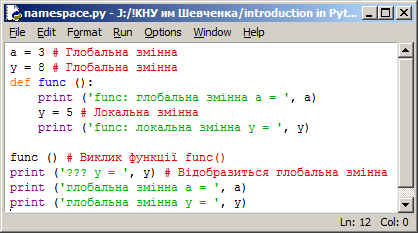 namespace.py - J:/!КНУ им Шевченка/introduction in Pyt...
File Edit Format Run Options Windows Help
a = 3 # Глобальна змінна
y = 8 # Глобальна змінна
def func ():
    print ('func: глобальна змінна a = ', a)
    y = 5 # Локальна змінна
    print ('func: локальна змінна y = ', y)
func () # Виклик функції func()
print ('??? y = ', y) # Відобразиться глобальна змінна
print ('глобальна змінна a = ', a)
print ('глобальна змінна y = ', y)
Ln: 12 Col: 0